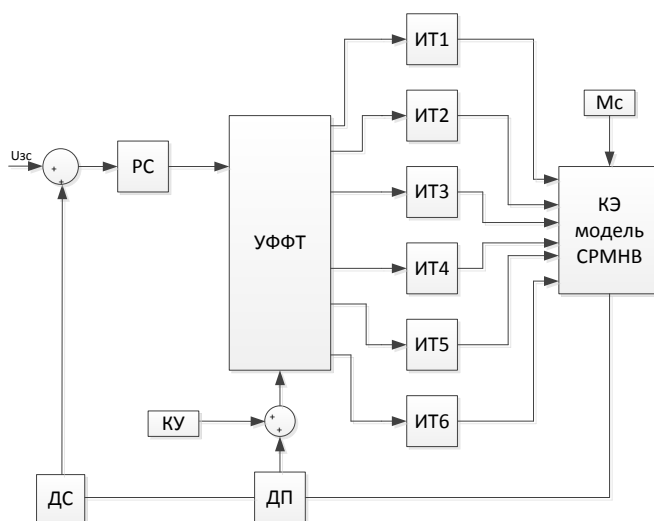 ИТ1
ИТ2
ИТ3
ИТ4
ИТ5
ИТ6
Мс
Uзс
+
+
РС
УФФТ
КЭ
модель
СРМНВ
КУ
+
+
ДС
ДП